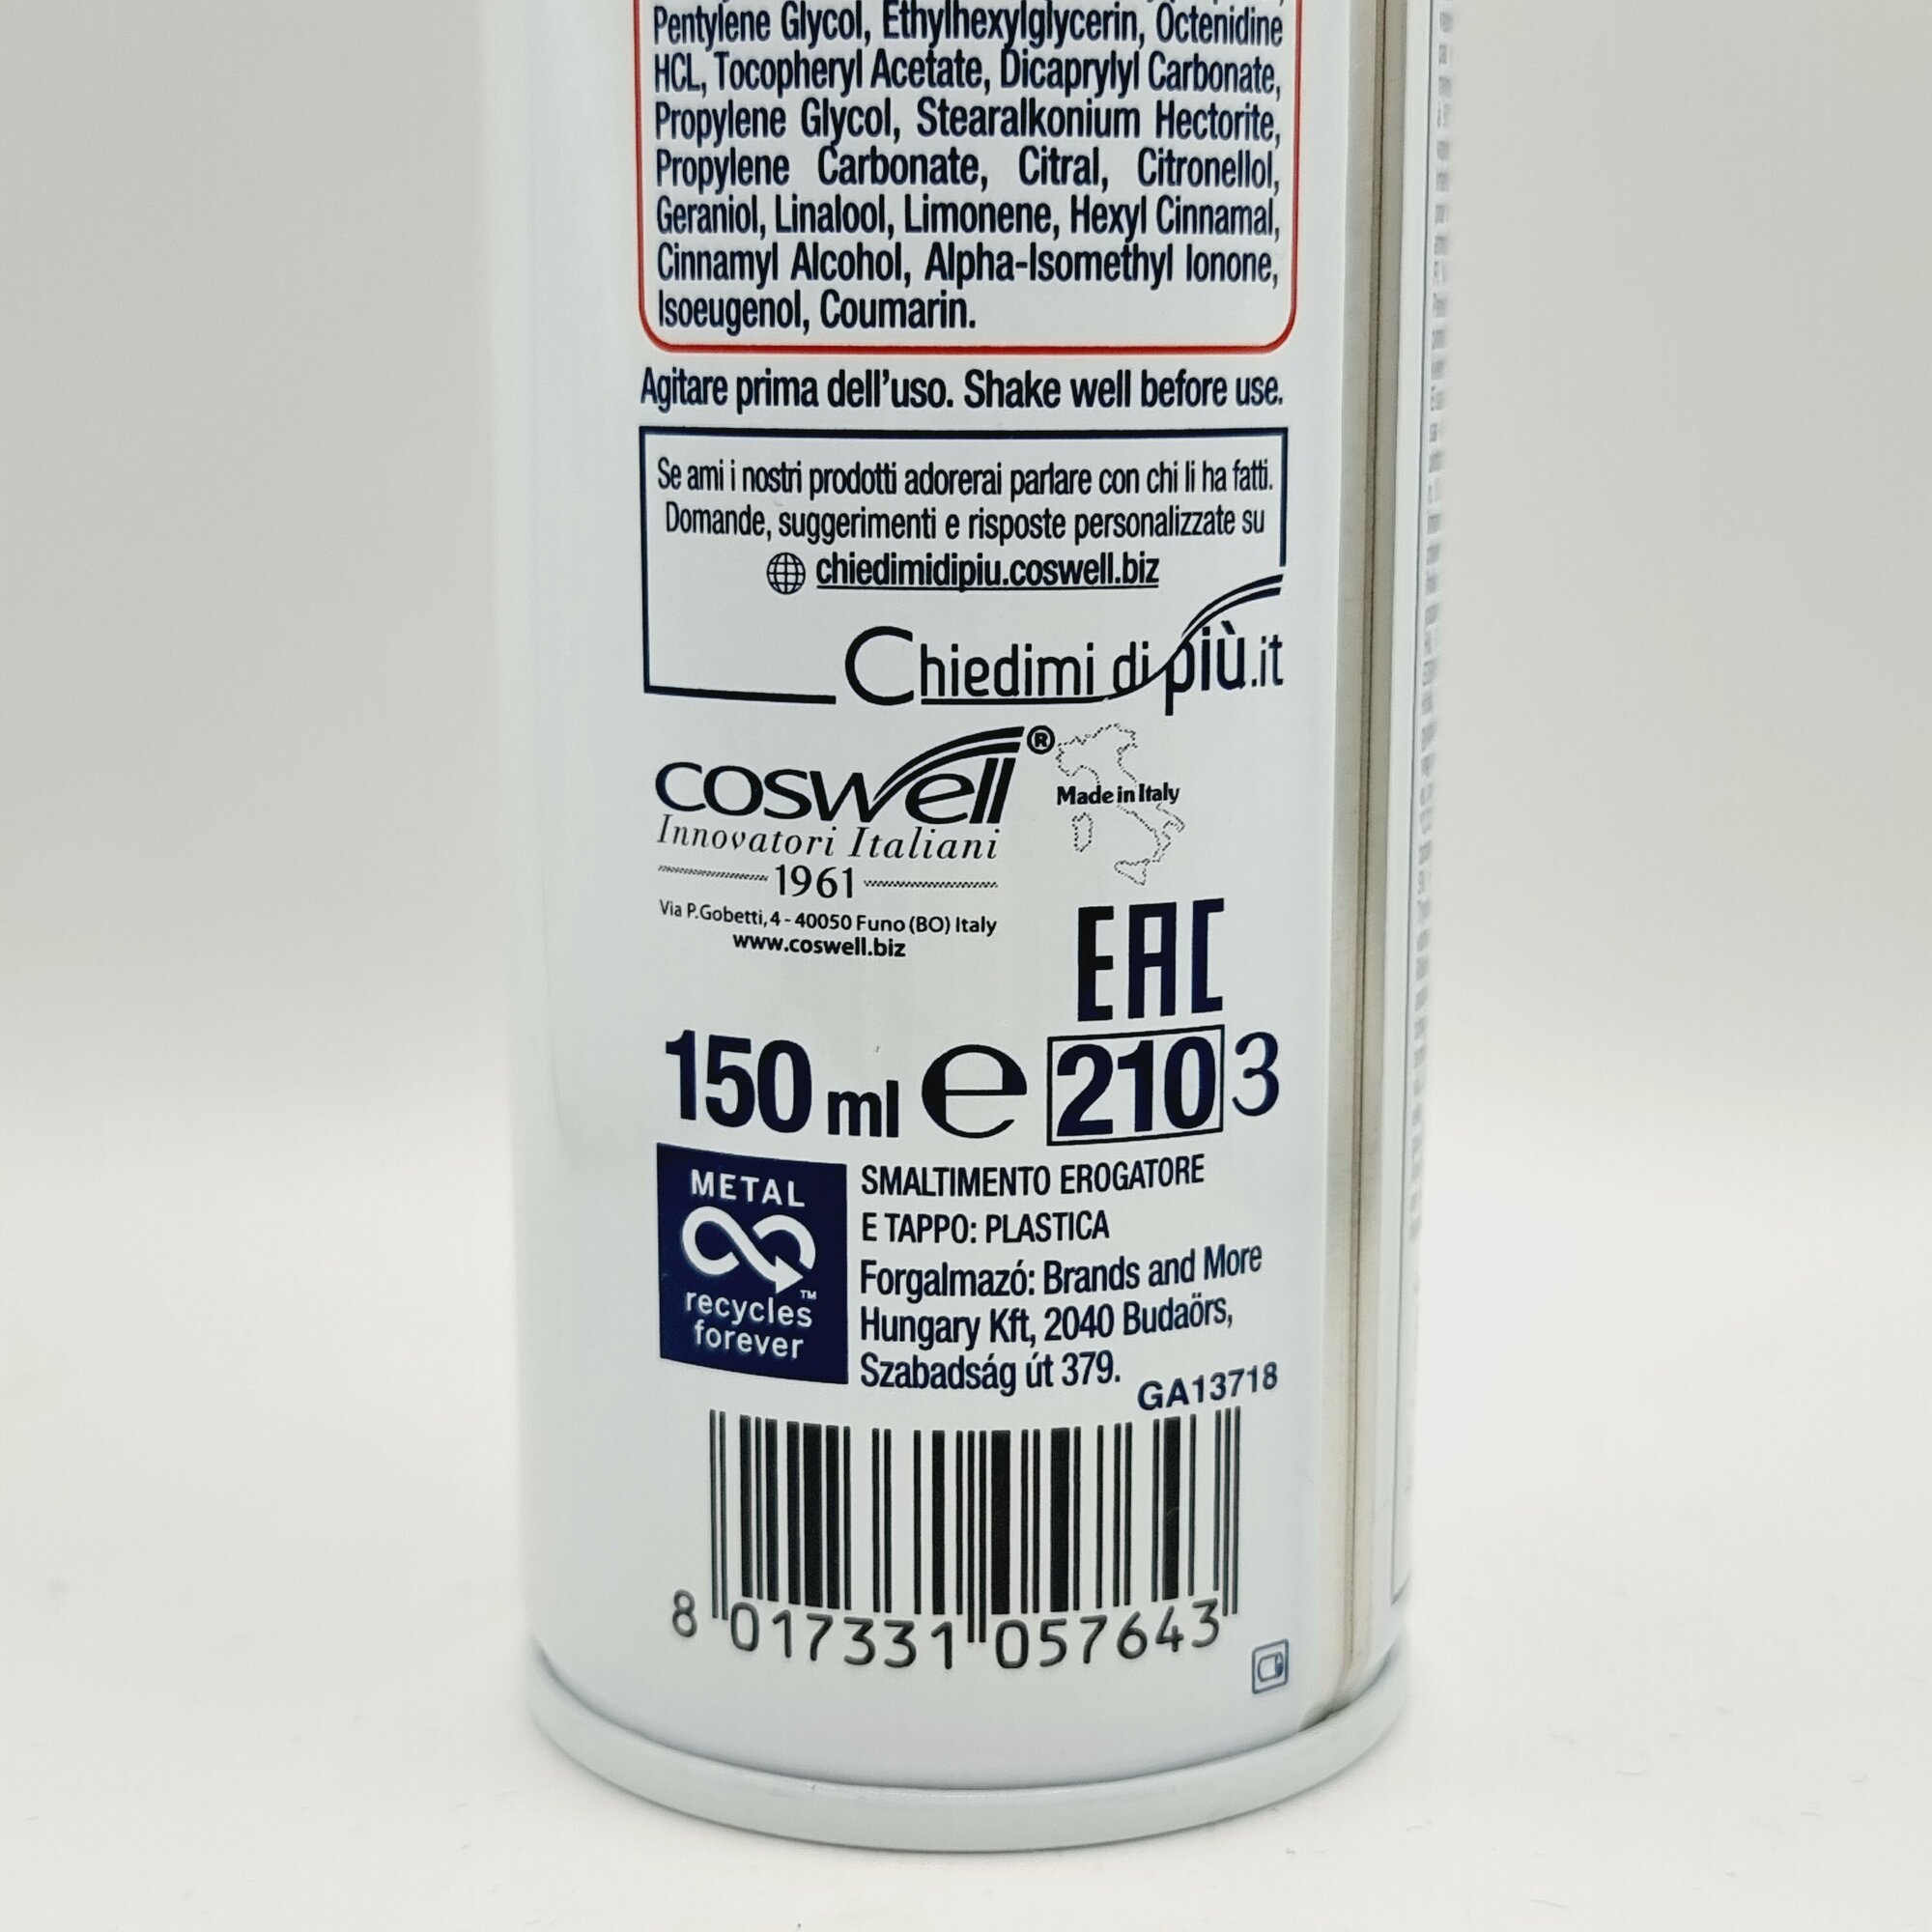 Pentylene Glycol, Ethylhexylglycerin, Octenidine
HCL, Tocopheryl Acetate, Dicaprylyl Carbonate,
Propylene Glycol, Stearalkonium Hectorite,
Propylene Carbonate, Citral, Citronellol,
Geraniol, Linalool, Limonene, Hexyl Cinnamal,
Cinnamyl Alcohol, Alpha-Isomethyl Ionone,
Isoeugenol, Coumarin.
Agitare prima dell'uso. Shake well before use.
Se ami i nostri prodotti adorerai parlare con chi li ha fatti.
Domande, suggerimenti e risposte personalizzate su
chiedimidipiu.coswell.biz
Chiedimi di più.it
coswell®
Made in Italy
Innovatori Italiani
1961
Via P.Gobetti, 4 - 40050 Funo (BO) Italy
www.coswell.biz
EAC
150 ml e 210 3
METAL
recycles™
forever
SMALTIMENTO EROGATORE
E TAPPO: PLASTICA
Forgalmazó: Brands and More
Hungary Kft, 2040 Budaörs,
Szabadság út 379.
GA13718
8 017331 057643